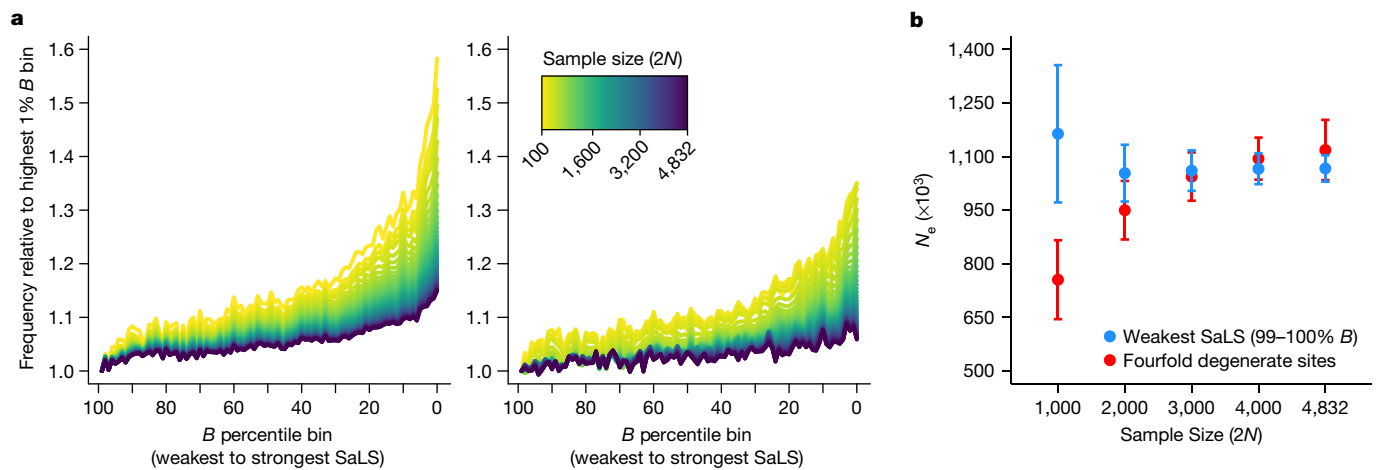 a
Frequency relative to highest 1% B bin
1.6
1.5
1.4
1.3
1.2
1.1
1.0
100 80 60 40 20 0
B percentile bin
(weakest to strongest SaLS)
1.6
1.5
1.4
1.3
1.2
1.1
1.0
Sample size (2N)
100 1,600 3,200 4,832
100 80 60 40 20 0
B percentile bin
(weakest to strongest SaLS)
b
Ne (×10³)
1,400
1,250
1,100
950
800
650
500
Weakest SaLS (99–100% B)
Fourfold degenerate sites
1,000 2,000 3,000 4,000 4,832
Sample Size (2N)